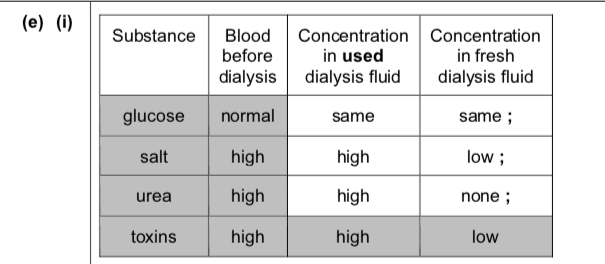 (e) (i)
Substance | Blood before dialysis | Concentration in used dialysis fluid | Concentration in fresh dialysis fluid
glucose | normal | same | same ;
salt | high | high | low ;
urea | high | high | none ;
toxins | high | high | low